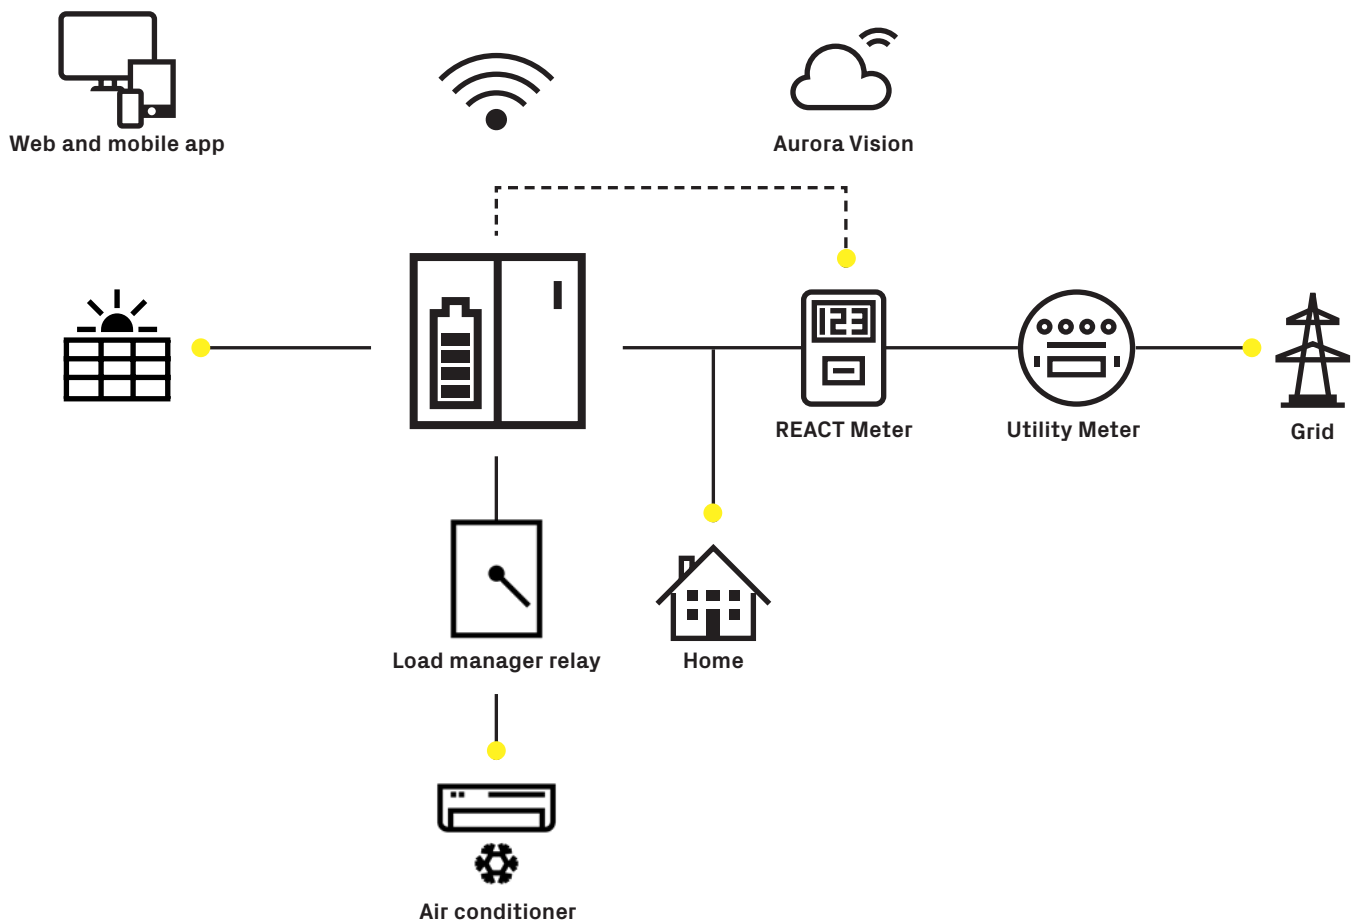 Web and mobile app
Aurora Vision
123
REACT Meter
Utility Meter
Grid
Load manager relay
Home
Air conditioner